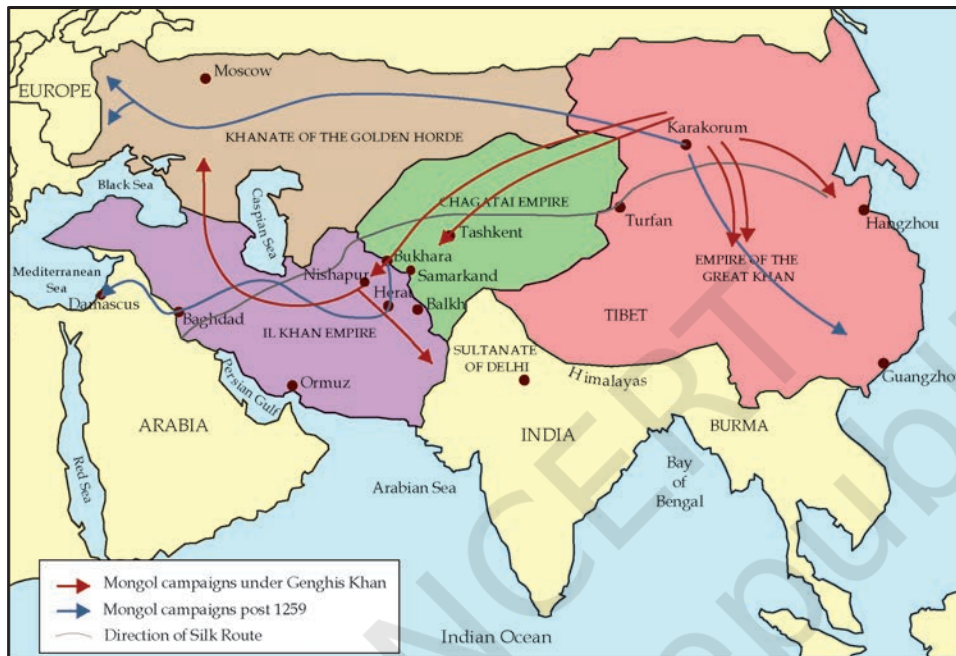 EUROPE
Moscow
KHANATE OF THE GOLDEN HORDE
Karakorum
Black Sea
Caspian Sea
CHAGATAI EMPIRE
Turfan
Hangzhou
Tashkent
Mediterranean
Sea
Bukhara
Nishapur
Samarkand
EMPIRE OF THE
GREAT KHAN
Damascus
Herat
Balkh
Baghdad
IL KHAN EMPIRE
TIBET
SULTANATE
OF DELHI
Himalayas
Guangzhou
Persian Gulf
Ormuz
ARABIA
INDIA
BURMA
Red Sea
Arabian Sea
Bay
of
Bengal
Mongol campaigns under Genghis Khan
Mongol campaigns post 1259
Direction of Silk Route
Indian Ocean
NCERT
republ